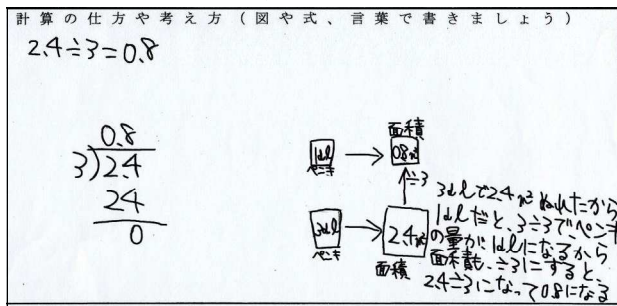 計算の仕方や考え方（図や式、言葉で書きましょう）
2.4÷3=0.8
0.8
3)2.4
24
0
面積
1dL → 0.8m²
ペンキ
↑÷3
3dL → 2.4m²
ペンキ
面積
3dLで2.4m²ぬれたから
1dLだと、3÷3でペンキ
の量が1dLになるから
面積も、÷3にすると、
2.4÷3になって0.8になる